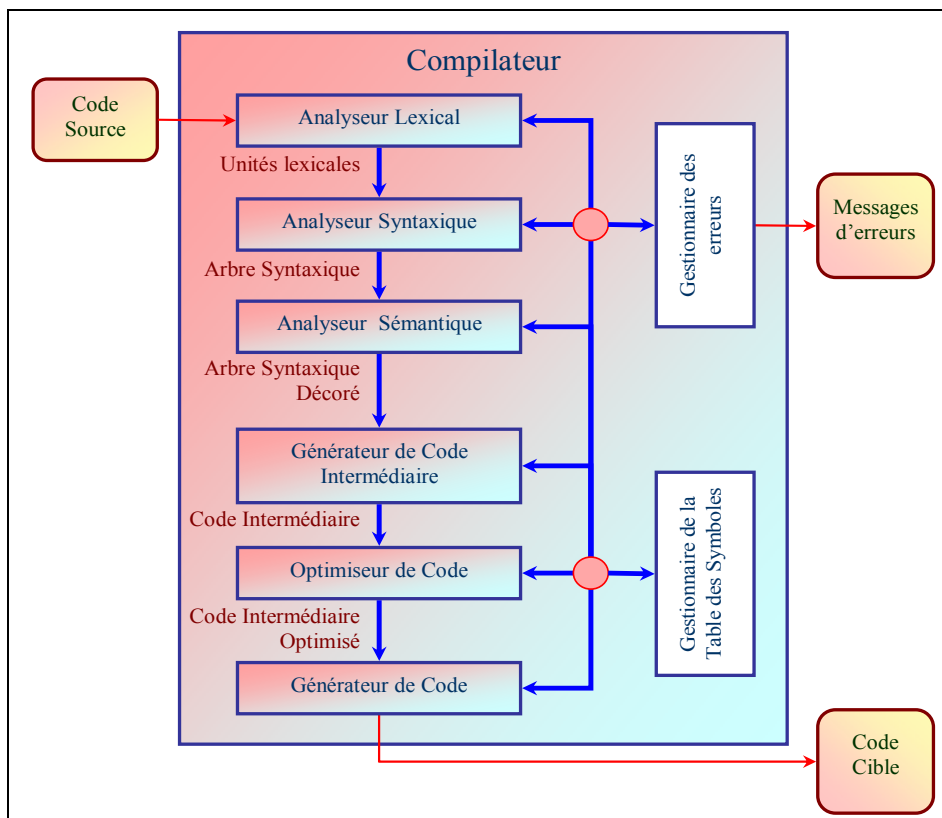 Compilateur
Code
Source
Analyseur Lexical
Unités lexicales
Analyseur Syntaxique
Arbre Syntaxique
Analyseur Sémantique
Arbre Syntaxique
Décoré
Générateur de Code
Intermédiaire
Code Intermédiaire
Optimiseur de Code
Code Intermédiaire
Optimisé
Générateur de Code
Gestionnaire des
erreurs
Messages
d’erreurs
Gestionnaire de la
Table des Symboles
Code
Cible